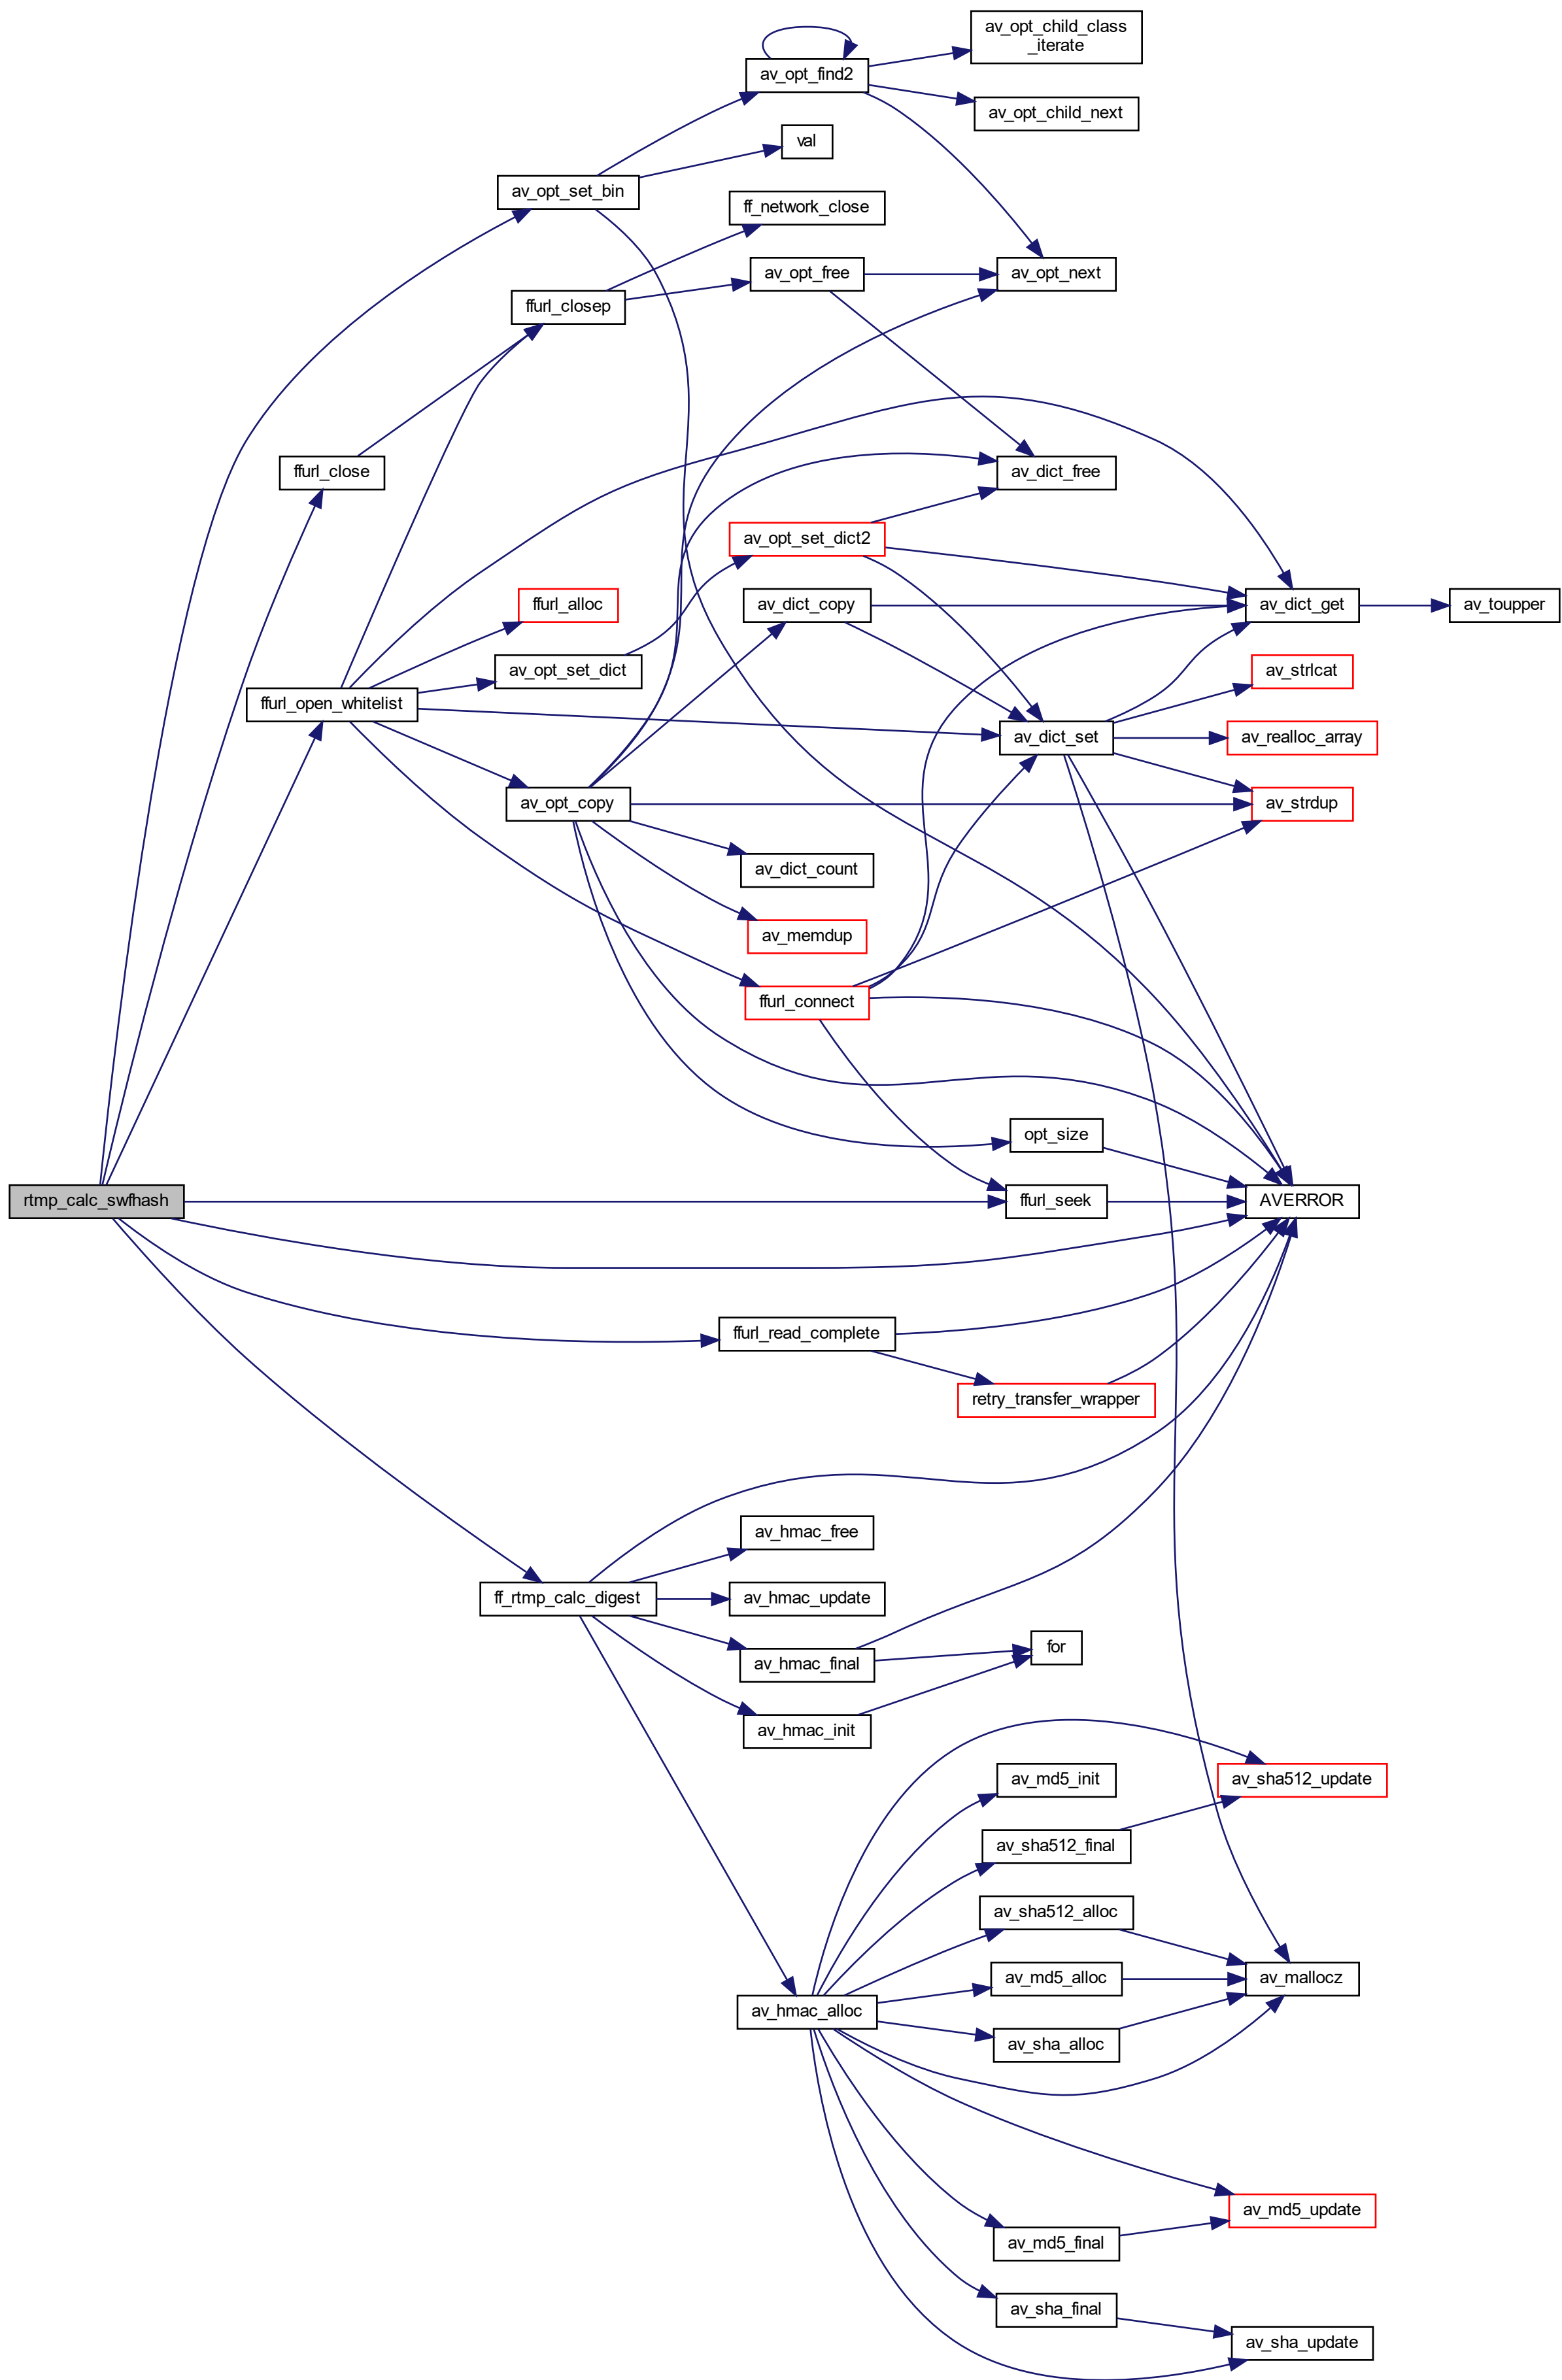 av_opt_child_class
_iterate
av_opt_find2
av_opt_child_next
val
av_opt_set_bin
ff_network_close
av_opt_free
av_opt_next
ffurl_closep
ffurl_close
av_dict_free
av_opt_set_dict2
ffurl_alloc
av_dict_copy
av_dict_get
av_toupper
av_opt_set_dict
av_strlcat
ffurl_open_whitelist
av_dict_set
av_realloc_array
av_opt_copy
av_strdup
av_dict_count
av_memdup
ffurl_connect
opt_size
rtmp_calc_swfhash
ffurl_seek
AVERROR
ffurl_read_complete
retry_transfer_wrapper
av_hmac_free
ff_rtmp_calc_digest
av_hmac_update
for
av_hmac_final
av_hmac_init
av_md5_init
av_sha512_update
av_sha512_final
av_sha512_alloc
av_md5_alloc
av_mallocz
av_hmac_alloc
av_sha_alloc
av_md5_update
av_md5_final
av_sha_final
av_sha_update